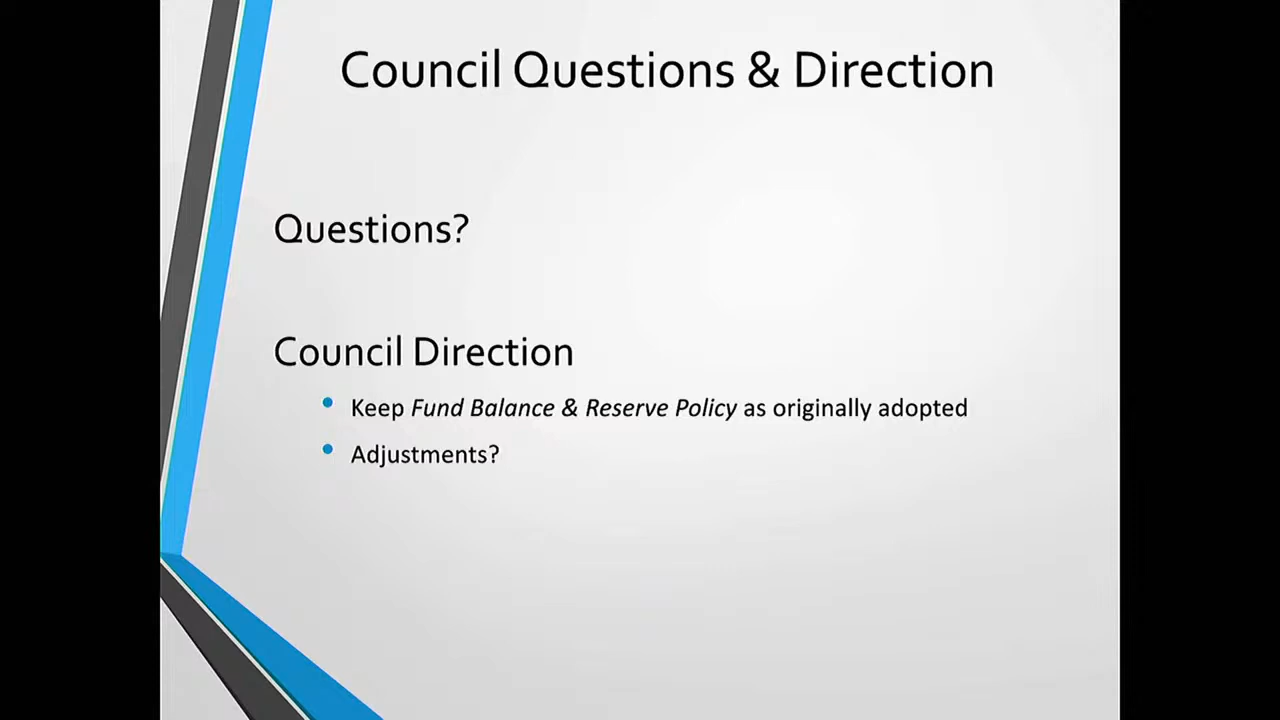 Council Questions & Direction
Questions?
Council Direction
• Keep Fund Balance & Reserve Policy as originally adopted
• Adjustments?